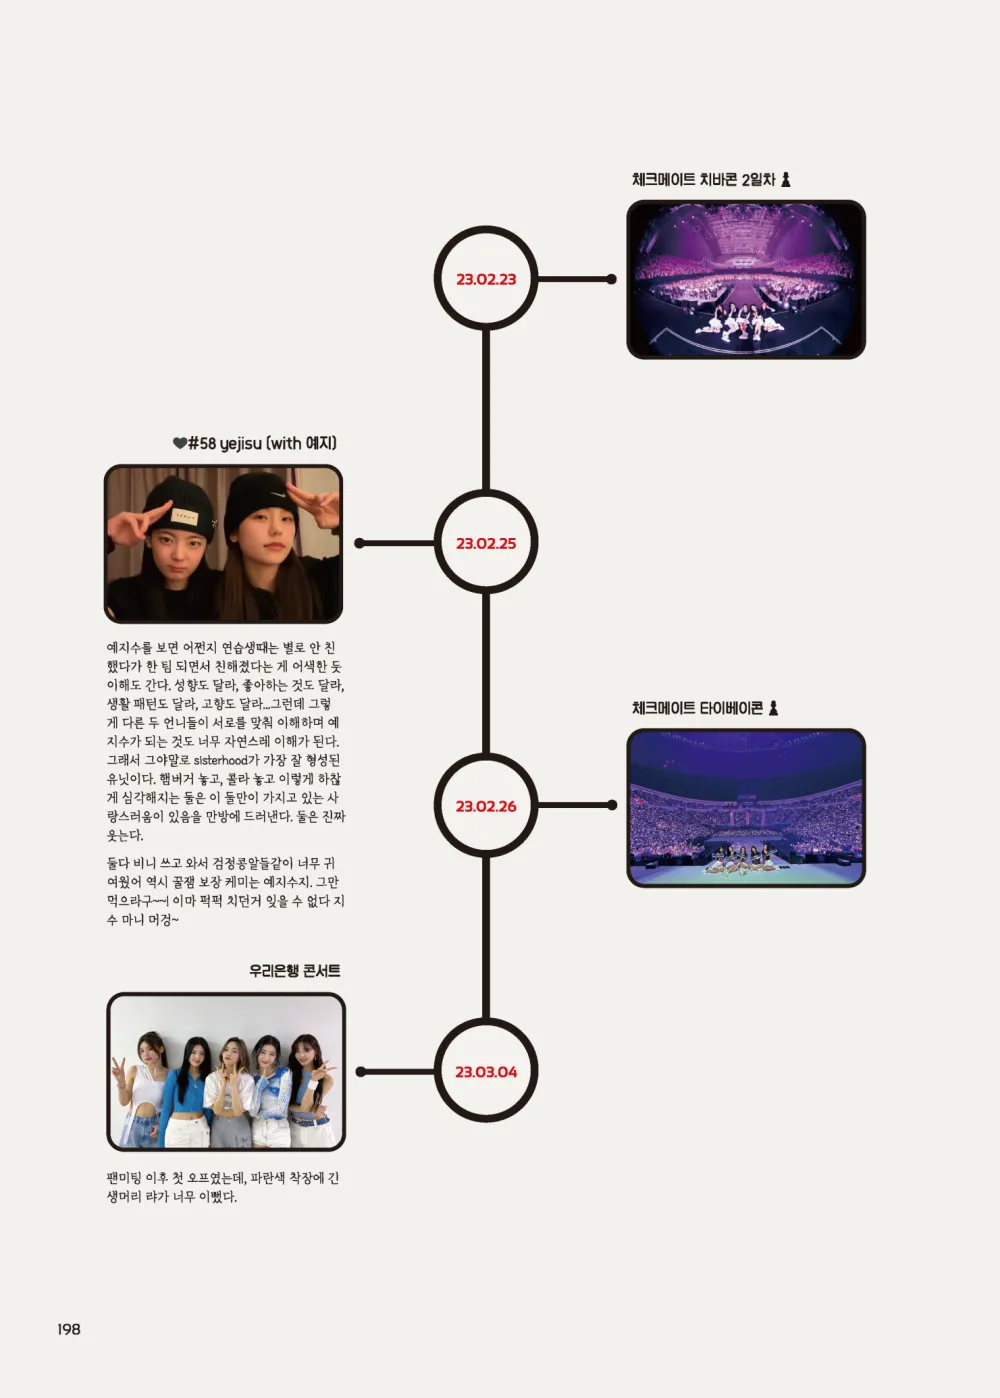 체크메이트 치바콘 2일차
23.02.23
♥#58 yejisu (with 예지)
23.02.25
예지수를 보면 어쩐지 연습생때는 별로 안 친
했다가 한 팀 되면서 친해졌다는 게 어색한 듯
이해도 간다. 성향도 달라, 좋아하는 것도 달라,
생활 패턴도 달라, 고향도 달라...그런데 그렇
게 다른 두 언니들이 서로를 맞춰 이해하며 예
지수가 되는 것도 너무 자연스레 이해가 된다.
그래서 그야말로 sisterhood가 가장 잘 형성된
유닛이다. 햄버거 놓고, 콜라 놓고 이렇게 하찮
게 심각해지는 둘은 이 둘만이 가지고 있는 사
랑스러움이 있음을 만방에 드러낸다. 둘은 진짜
웃는다.
둘다 비니 쓰고 와서 검정콩알들같이 너무 귀
여웠어 역시 꿀잼 보장 케미는 예지수지. 그만
먹으라구~~! 이마 퍽퍽 치던거 잊을 수 없다 지
수 마니 머겅~
체크메이트 타이베이콘
23.02.26
우리은행 콘서트
23.03.04
팬미팅 이후 첫 오프였는데, 파란색 착장에 긴
생머리 랴가 너무 이뻤다.
198